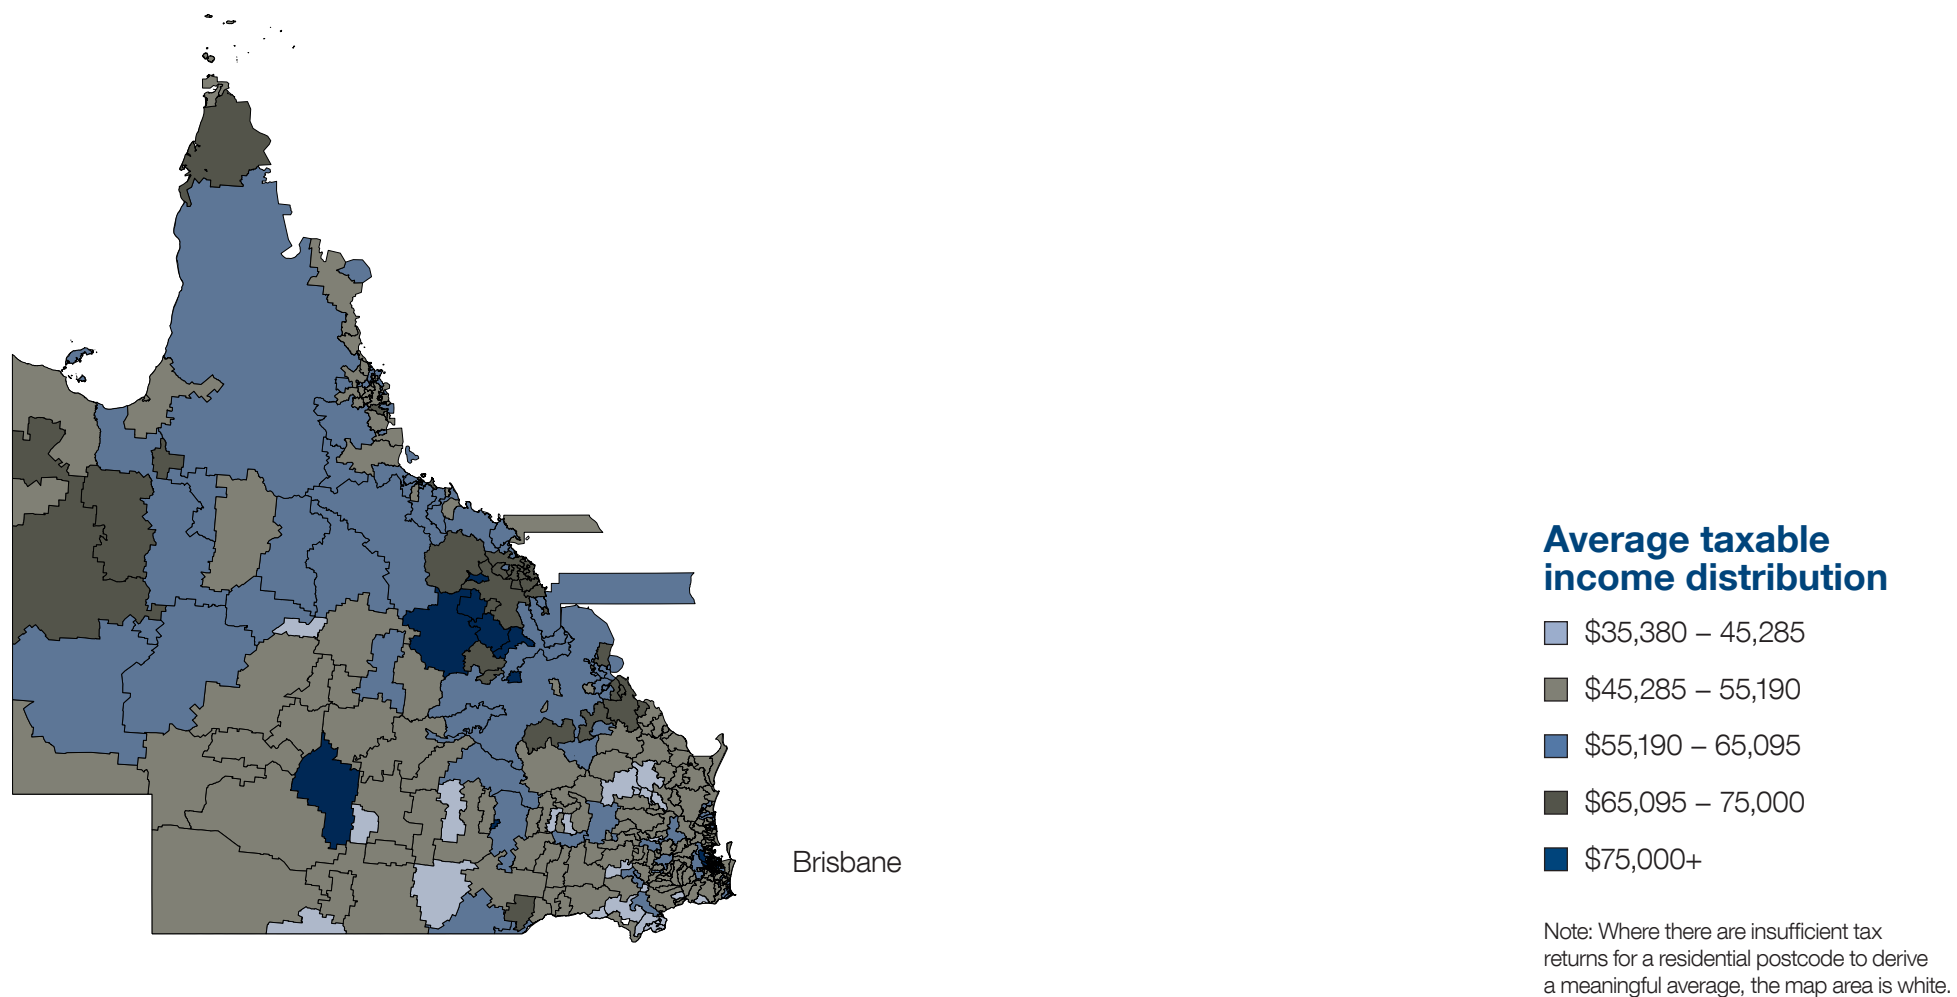 Brisbane
Average taxable
income distribution
$35,380 – 45,285
$45,285 – 55,190
$55,190 – 65,095
$65,095 – 75,000
$75,000+
Note: Where there are insufficient tax
returns for a residential postcode to derive
a meaningful average, the map area is white.